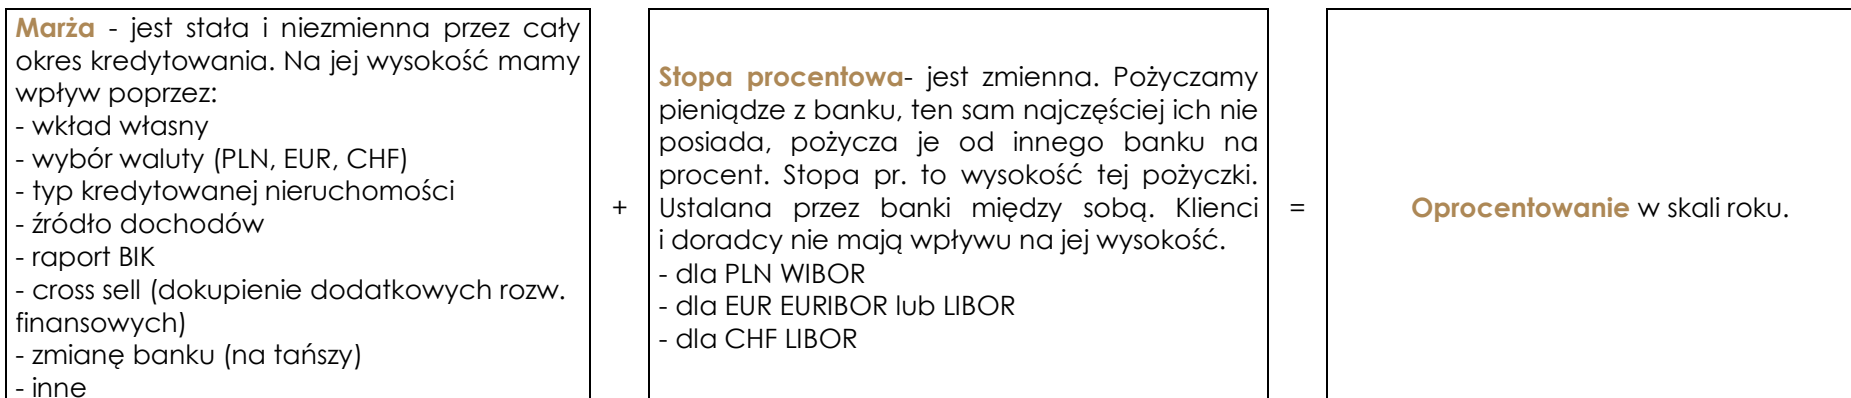 Marża - jest stała i niezmienna przez cały
okres kredytowania. Na jej wysokość mamy
wpływ poprzez:
- wkład własny
- wybór waluty (PLN, EUR, CHF)
- typ kredytowanej nieruchomości
- źródło dochodów
- raport BIK
- cross sell (dokupienie dodatkowych rozw.
finansowych)
- zmianę banku (na tańszy)
- inne
+
Stopa procentowa- jest zmienna. Pożyczamy
pieniądze z banku, ten sam najczęściej ich nie
posiada, pożycza je od innego banku na
procent. Stopa pr. to wysokość tej pożyczki.
Ustalana przez banki między sobą. Klienci
i doradcy nie mają wpływu na jej wysokość.
- dla PLN WIBOR
- dla EUR EURIBOR lub LIBOR
- dla CHF LIBOR
=
Oprocentowanie w skali roku.